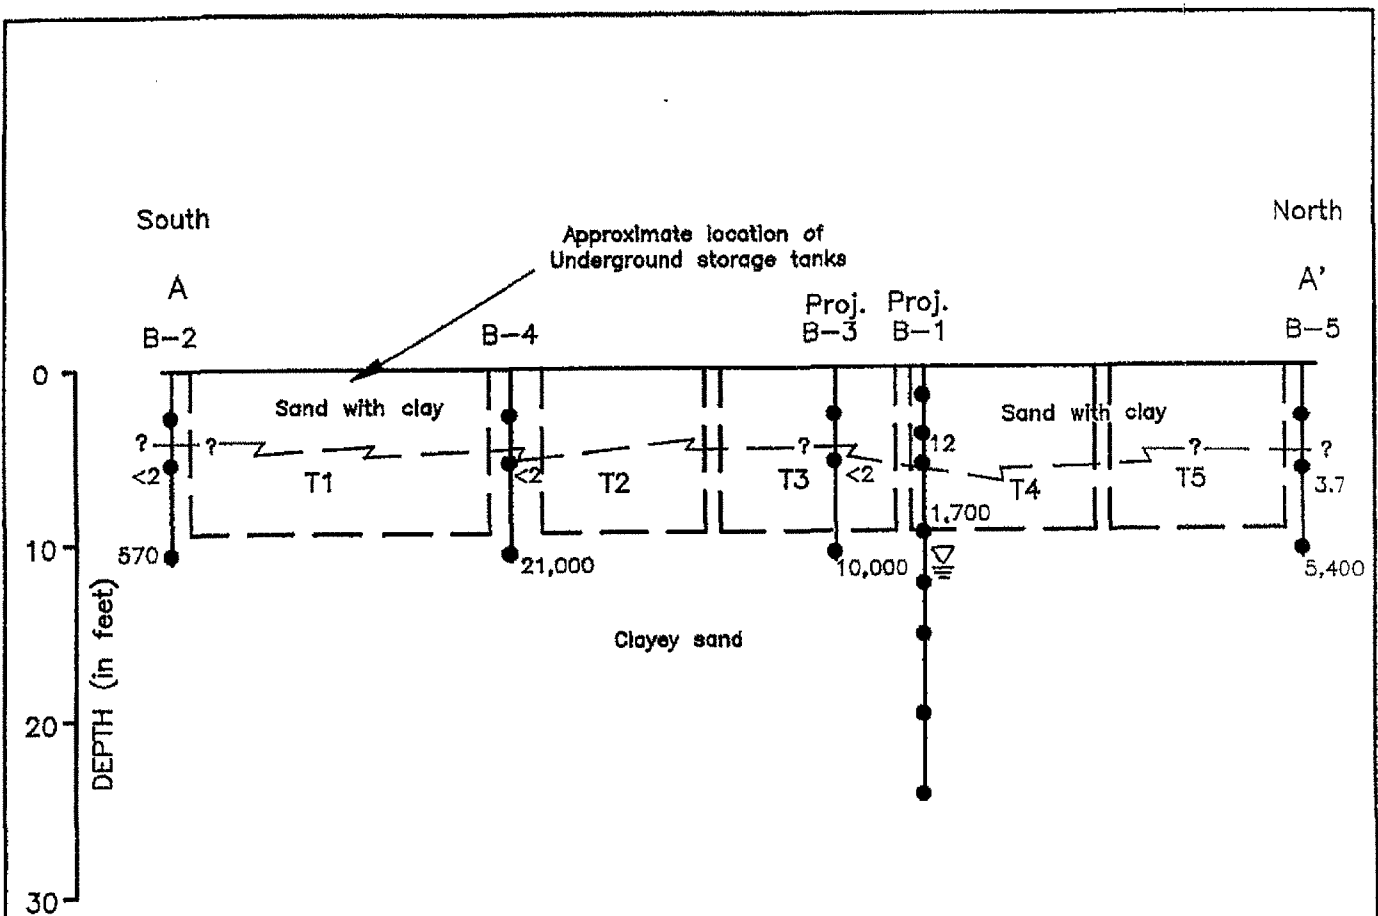 South
North
Approximate location of
Underground storage tanks
A
A'
Proj.
Proj.
B-2
B-4
B-3
B-1
B-5
0
Sand with clay
Sand with clay
12
?
?
?
?
?
<2
T1
<2
T2
T3
<2
T4
T5
3.7
1.700
10
570
21,000
10,000
5,400
Clayey sand
DEPTH (in feet)
20
30